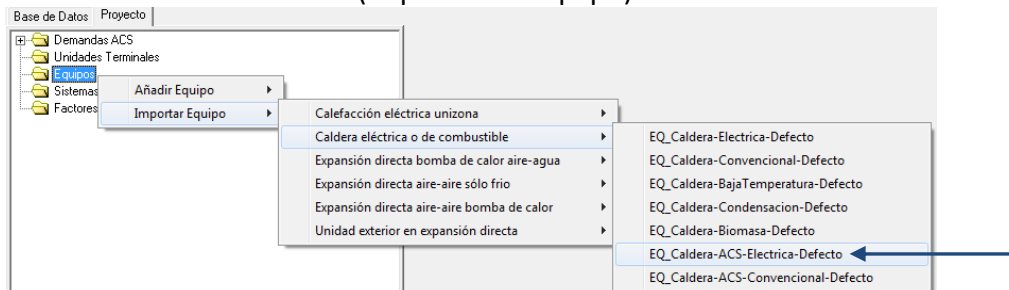 Base de Datos Proyecto
Demandas ACS
Unidades Terminales
Equipos
Sistemas
Factores
Añadir Equipo
Importar Equipo
Calefacción eléctrica unizona
Caldera eléctrica o de combustible
Expansión directa bomba de calor aire-agua
Expansión directa aire-aire sólo frio
Expansión directa aire-aire bomba de calor
Unidad exterior en expansión directa
EQ_Caldera-Electrica-Defecto
EQ_Caldera-Convencional-Defecto
EQ_Caldera-BajaTemperatura-Defecto
EQ_Caldera-Condensacion-Defecto
EQ_Caldera-Biomasa-Defecto
EQ_Caldera-ACS-Electrica-Defecto
EQ_Caldera-ACS-Convencional-Defecto